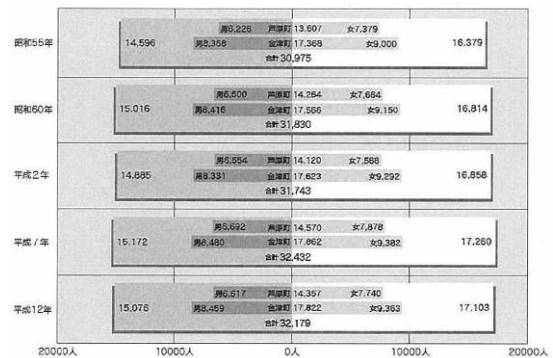 昭和55年
男6,228 芦原町 13,607 女7,379
14,596 男8,368 金津町 17,368 女9,000 16,379
合計30,975
昭和60年
男6,600 芦原町 14,264 女7,664
15,016 男8,416 金津町 17,566 女9,150 16,814
合計31,830
平成2年
男6,554 芦原町 14,120 女7,566
14,885 男8,331 金津町 17,623 女9,292 16,858
合計31,743
平成7年
男6,692 芦原町 14,570 女7,878
15,172 男8,480 金津町 17,862 女9,382 17,260
合計32,432
平成12年
男6,617 芦原町 14,357 女7,740
15,076 男8,459 金津町 17,822 女9,363 17,103
合計32,179
20000人 10000人 0人 10000人 20000人